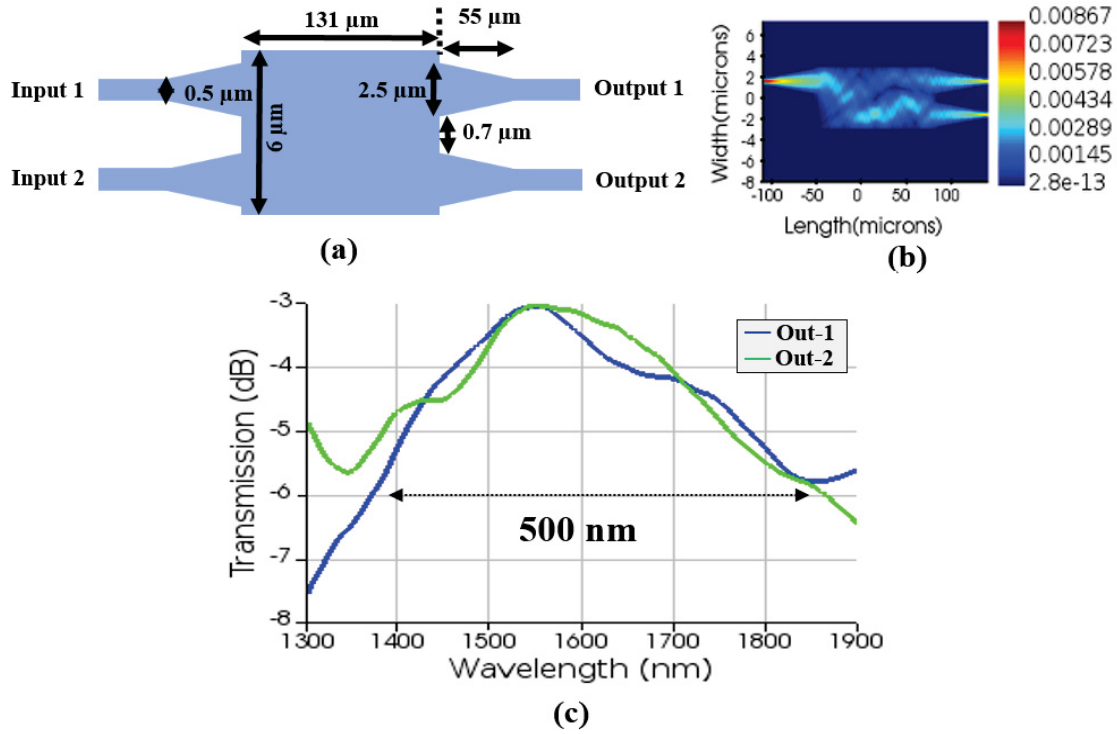 131 µm
55 µm
Input 1
0.5 µm
6 µm
2.5 µm
Output 1
0.7 µm
Input 2
Output 2
(a)
Width(microns)
6
4
2
0
-2
-4
-6
-8
-100
-50
0
50
100
Length(microns)
0.00867
0.00723
0.00578
0.00434
0.00289
0.00145
2.8e-13
(b)
Transmission (dB)
-3
-4
-5
-6
-7
-8
Out-1
Out-2
500 nm
1300
1400
1500
1600
1700
1800
1900
Wavelength (nm)
(c)